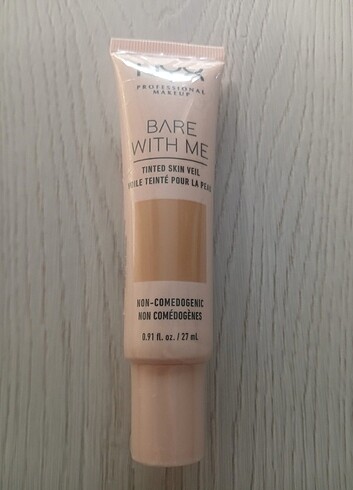 PROFESSIONAL
MAKEUP
BARE
WITH ME
TINTED SKIN VEIL
VOILE TEINTÉ POUR LA PEAU
NON-COMEDOGENIC
NON COMÉDOGÈNES
0.91 fl. oz. / 27 mL